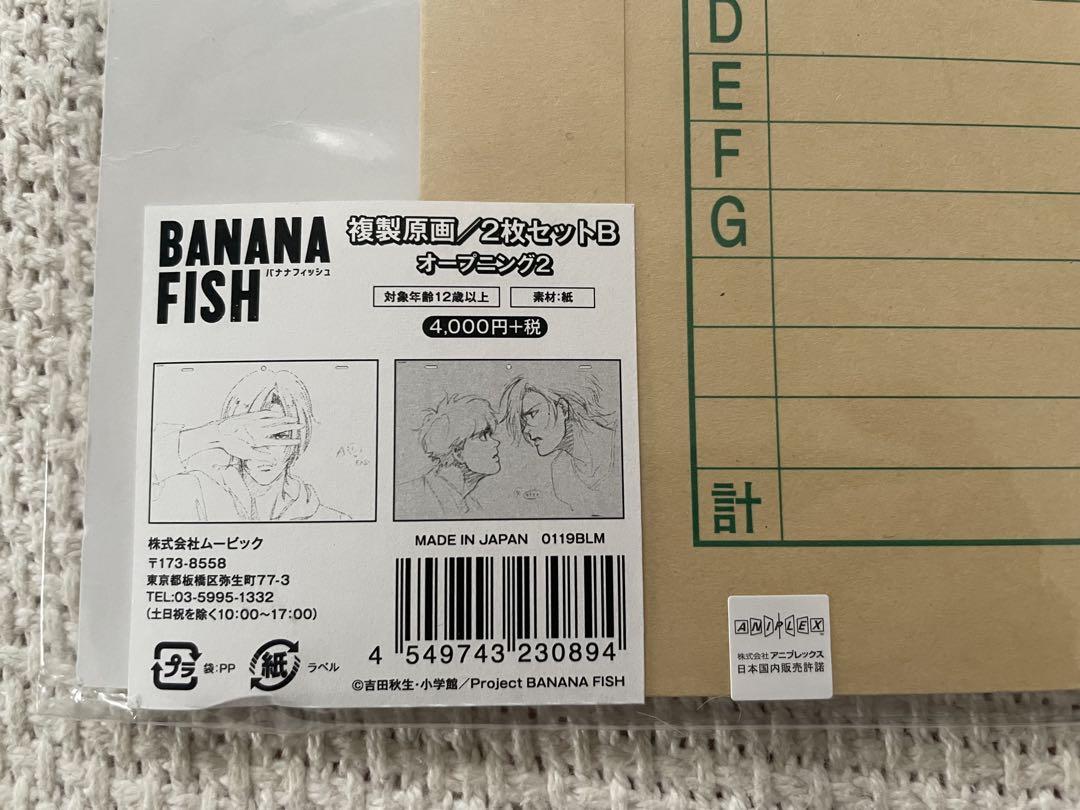 D
E
F
G
計
BANANA
FISH
バナナフィッシュ
複製原画/2枚セットB
オープニング2
対象年齢12歳以上
素材:紙
4,000円+税
株式会社ムービック
〒173-8558
東京都板橋区弥生町77-3
TEL:03-5995-1332
(土日祝を除く10:00〜17:00)
プラ
袋:PP
紙
ラベル
MADE IN JAPAN 0119BLM
4 549743 230894
©吉田秋生・小学館/Project BANANA FISH
ANIPLEX
株式会社 アニプレックス
日本国内販売許諾